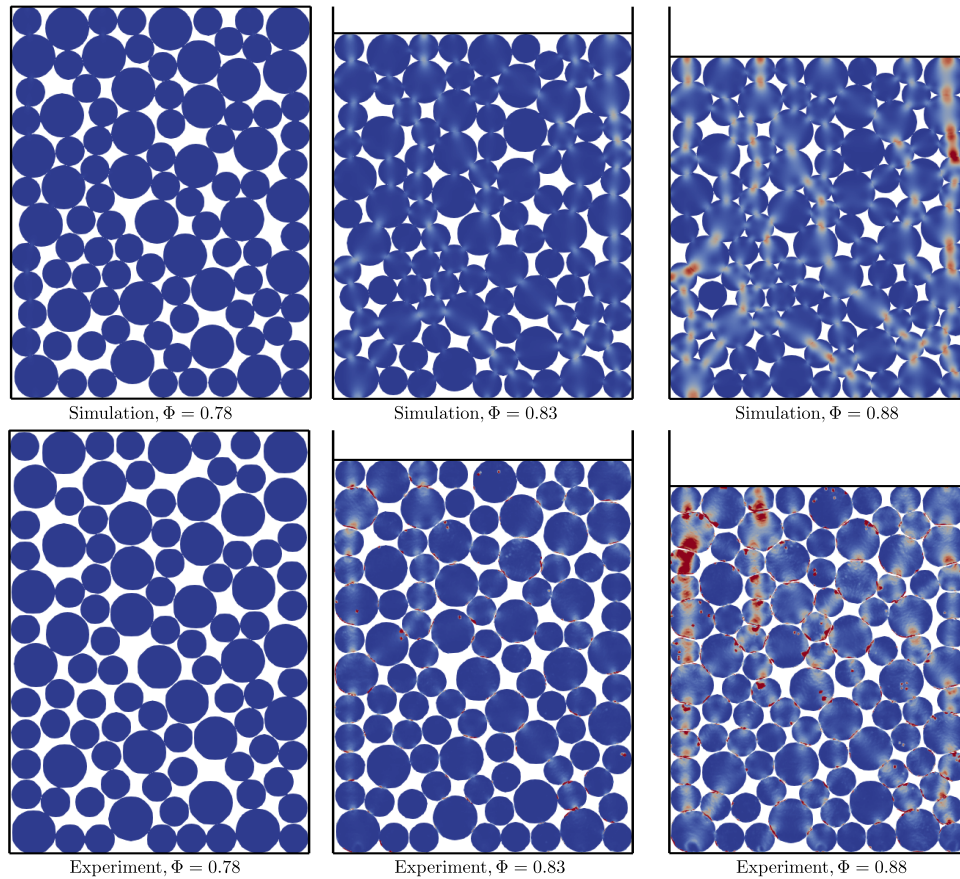 Simulation, Φ = 0.78
Simulation, Φ = 0.83
Simulation, Φ = 0.88
Experiment, Φ = 0.78
Experiment, Φ = 0.83
Experiment, Φ = 0.88